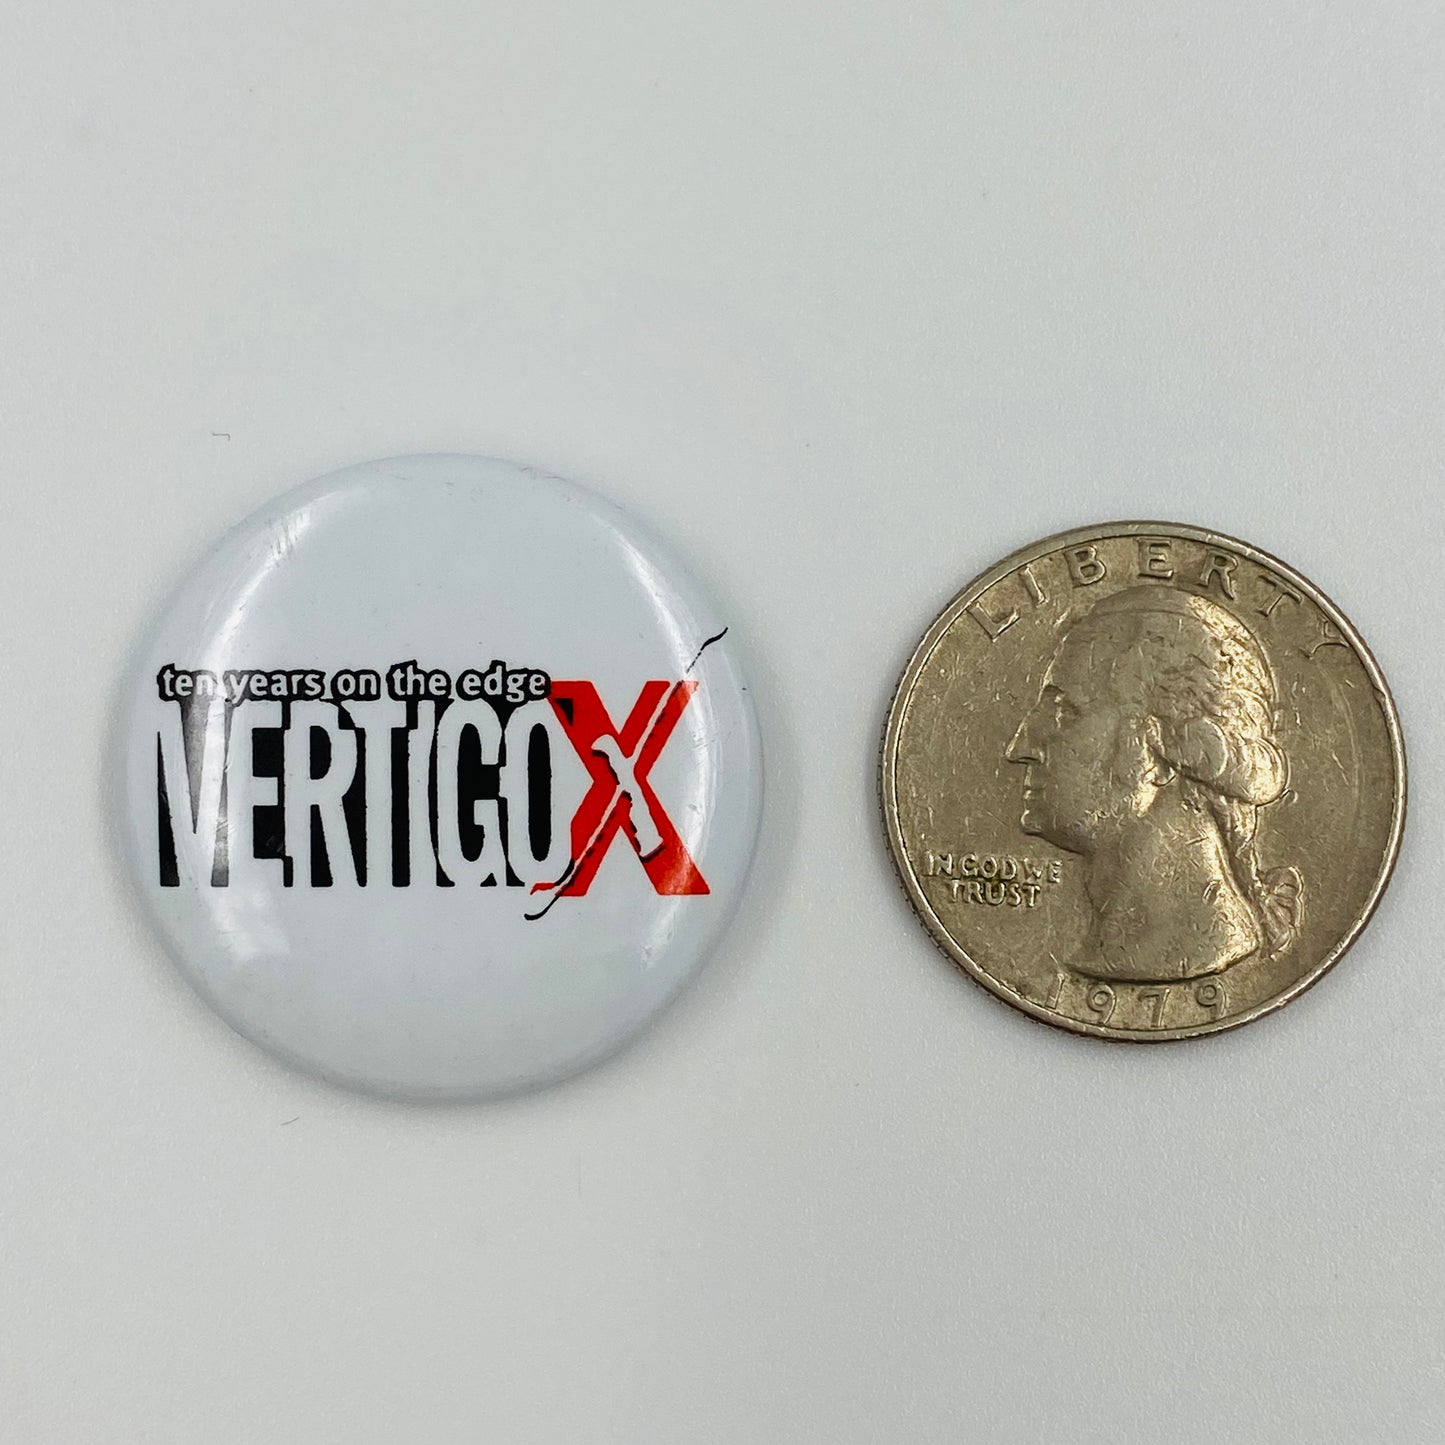 ten years on the edge
VERTIGO X
LIBERTY
IN GOD WE
TRUST
1979